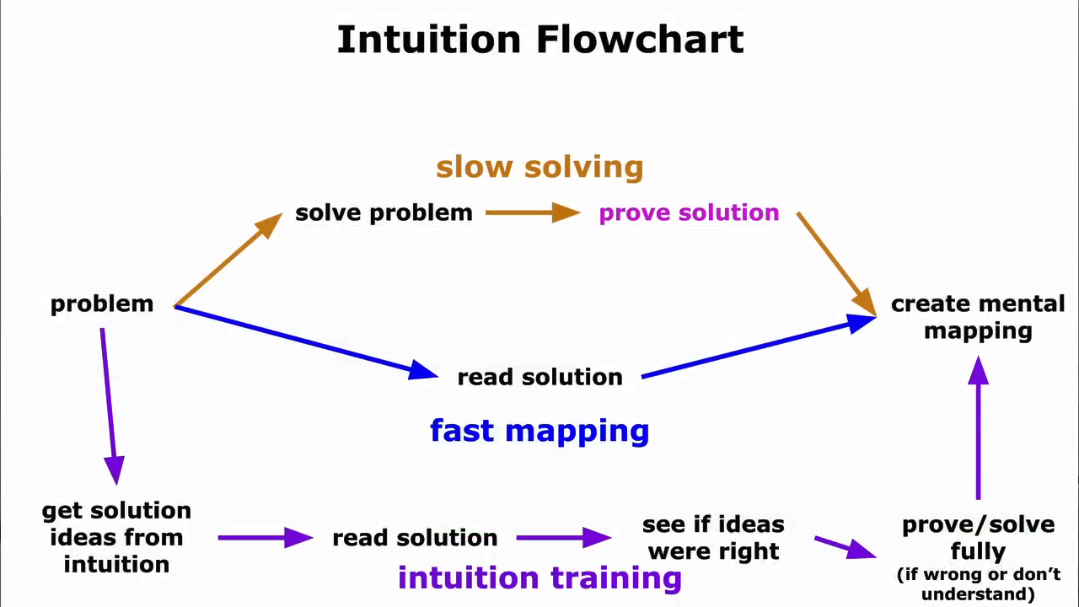 Intuition Flowchart
slow solving
solve problem
prove solution
problem
create mental
mapping
read solution
fast mapping
get solution
ideas from
intuition
read solution
see if ideas
were right
prove/solve
fully
(if wrong or don't
understand)
intuition training